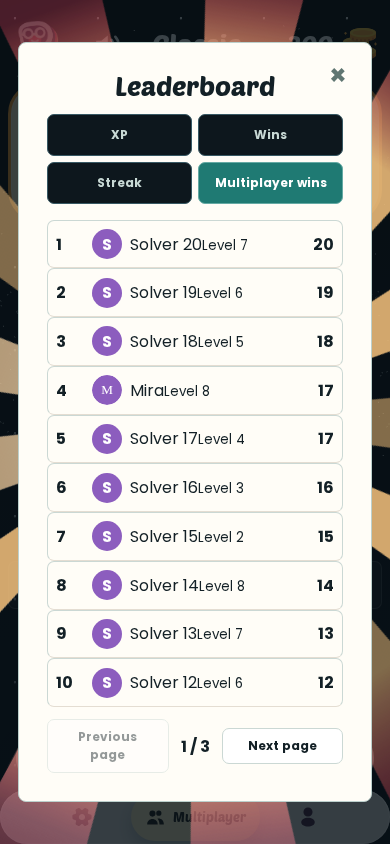 Classic
Leaderboard
✖
XP
Wins
Streak
Multiplayer wins
1 S Solver 20Level 7 20
2 S Solver 19Level 6 19
3 S Solver 18Level 5 18
4 M MiraLevel 8 17
5 S Solver 17Level 4 17
6 S Solver 16Level 3 16
7 S Solver 15Level 2 15
8 S Solver 14Level 8 14
9 S Solver 13Level 7 13
10 S Solver 12Level 6 12
Previous
page
1 / 3
Next page
Multiplayer